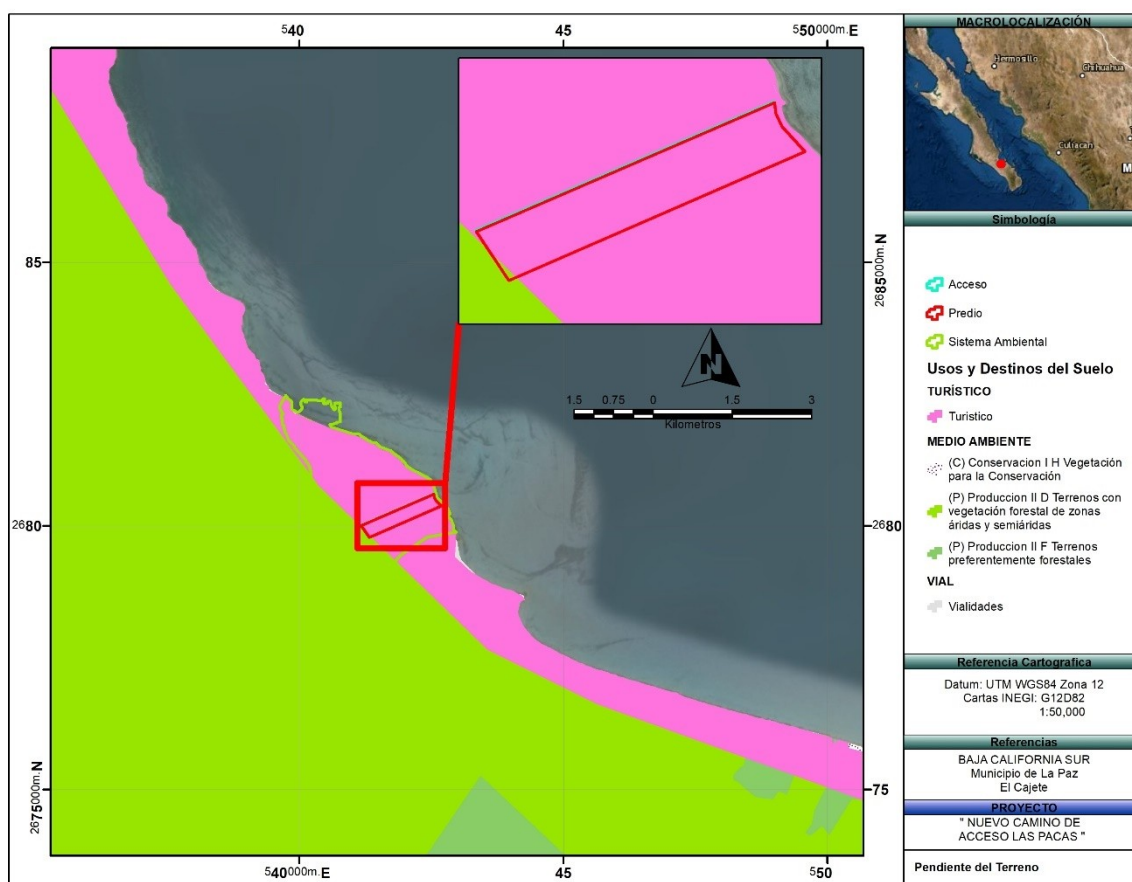 540
45
550000m. E
85
2685000m. N
2680
2680
2675000m. N
75
540000m. E
45
550
N
1.5 0.75 0 1.5 3
Kilometros
MACROLOCALIZACIÓN
Hermosillo
Chihuahua
Culiacan
M
Simbología
Acceso
Predio
Sistema Ambiental
Usos y Destinos del Suelo
TURÍSTICO
Turistico
MEDIO AMBIENTE
(C) Conservacion I H Vegetación
para la Conservación
(P) Produccion II D Terrenos con
vegetación forestal de zonas
áridas y semiáridas
(P) Produccion II F Terrenos
preferentemente forestales
VIAL
Vialidades
Referencia Cartografica
Datum: UTM WGS84 Zona 12
Cartas INEGI: G12D82
1:50,000
Referencias
BAJA CALIFORNIA SUR
Municipio de La Paz
El Cajete
PROYECTO
" NUEVO CAMINO DE
ACCESO LAS PACAS "
Pendiente del Terreno